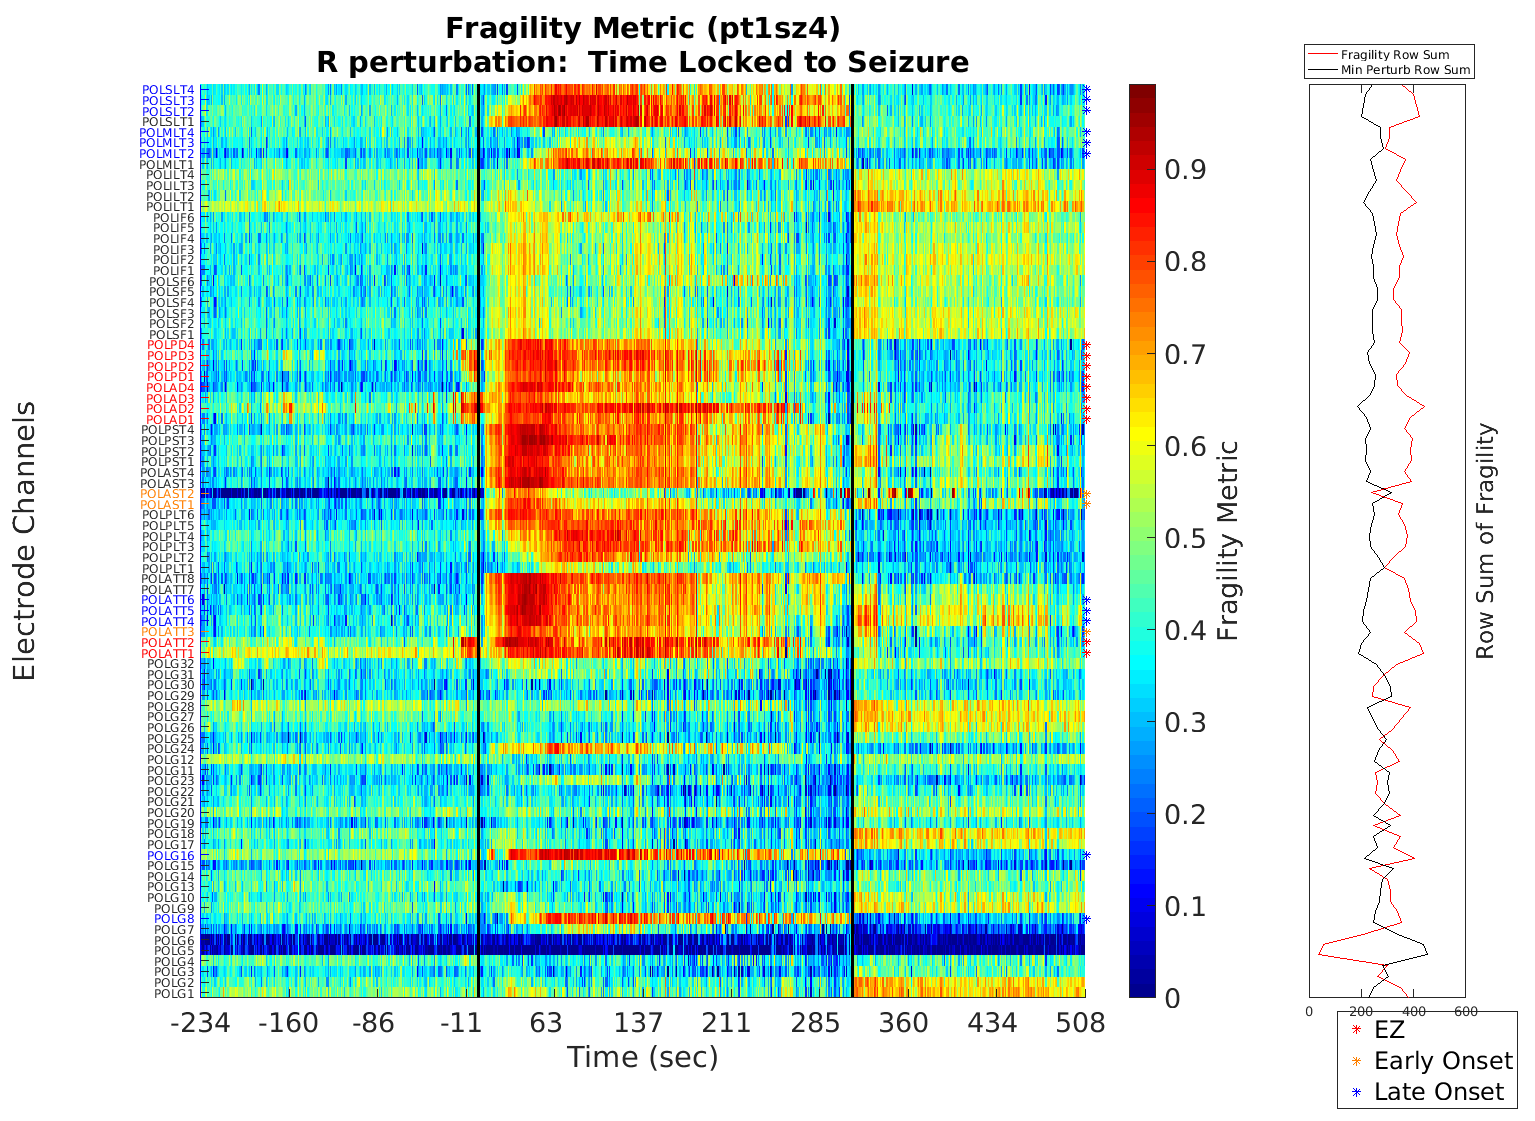 Fragility Metric (pt1sz4)
R perturbation:  Time Locked to Seizure
Electrode Channels
POLSLT4
POLSLT3
POLSLT2
POLSLT1
POLMLT4
POLMLT3
POLMLT2
POLMLT1
POLILT4
POLILT3
POLILT2
POLILT1
POLIF6
POLIF5
POLIF4
POLIF3
POLIF2
POLIF1
POLSF6
POLSF5
POLSF4
POLSF3
POLSF2
POLSF1
POLPD4
POLPD3
POLPD2
POLPD1
POLAD4
POLAD3
POLAD2
POLAD1
POLPST4
POLPST3
POLPST2
POLPST1
POLAST4
POLAST3
POLAST2
POLAST1
POLPLT6
POLPLT5
POLPLT4
POLPLT3
POLPLT2
POLPLT1
POLATT8
POLATT7
POLATT6
POLATT5
POLATT4
POLATT3
POLATT2
POLATT1
POLG32
POLG31
POLG30
POLG29
POLG28
POLG27
POLG26
POLG25
POLG24
POLG12
POLG11
POLG23
POLG22
POLG21
POLG20
POLG19
POLG18
POLG17
POLG16
POLG15
POLG14
POLG13
POLG10
POLG9
POLG8
POLG7
POLG6
POLG5
POLG4
POLG3
POLG2
POLG1
-234 -160 -86 -11 63 137 211 285 360 434 508
Time (sec)
0.9
0.8
0.7
0.6
0.5
0.4
0.3
0.2
0.1
0
Fragility Metric
Fragility Row Sum
Min Perturb Row Sum
0 200 400 600
Row Sum of Fragility
EZ
Early Onset
Late Onset